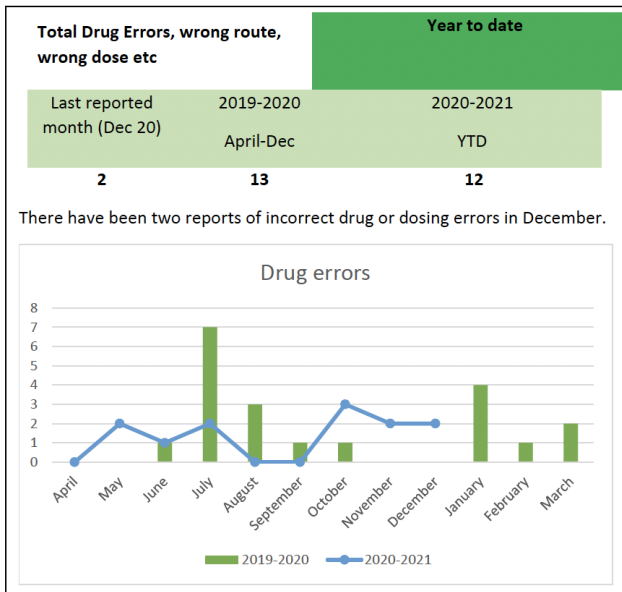 Total Drug Errors, wrong route,
wrong dose etc
Year to date
Last reported
month (Dec 20)
2019-2020
April-Dec
2020-2021
YTD
2
13
12
There have been two reports of incorrect drug or dosing errors in December.
Drug errors
8
7
6
5
4
3
2
1
0
April
May
June
July
August
September
October
November
December
January
February
March
2019-2020
2020-2021